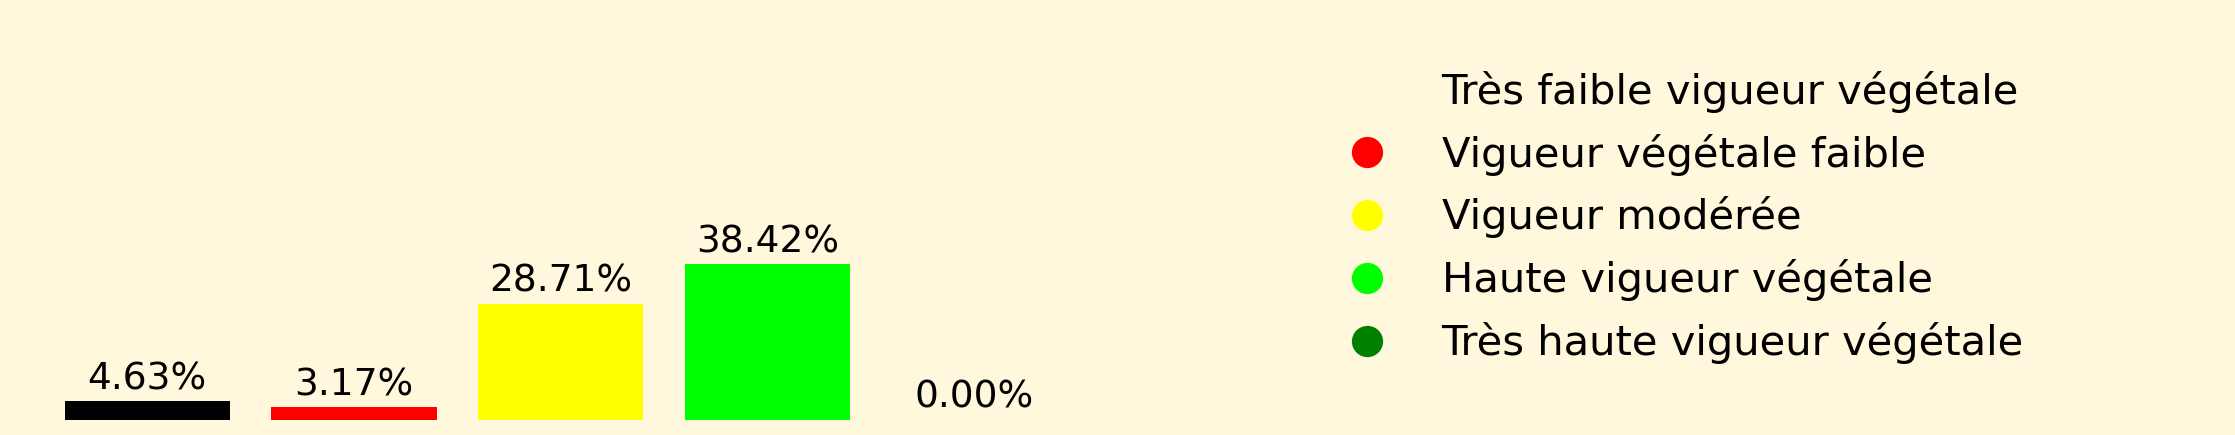 4.63%
3.17%
28.71%
38.42%
0.00%
Très faible vigueur végétale
Vigueur végétale faible
Vigueur modérée
Haute vigueur végétale
Très haute vigueur végétale